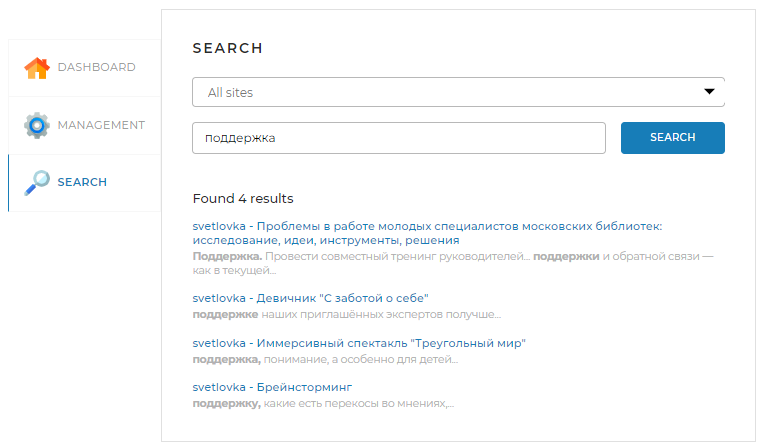 SEARCH
DASHBOARD
All sites
MANAGEMENT
поддержка
SEARCH
SEARCH
Found 4 results
svetlovka - Проблемы в работе молодых специалистов московских библиотек:
исследование, идеи, инструменты, решения
Поддержка. Провести совместный тренинг руководителей... поддержки и обратной связи —
как в текущей...
svetlovka - Девичник "С заботой о себе"
поддержке наших приглашённых экспертов получше...
svetlovka - Иммерсивный спектакль "Треугольный мир"
поддержка, понимание, а особенно для детей...
svetlovka - Брейнсторминг
поддержку, какие есть перекосы во мнениях,...